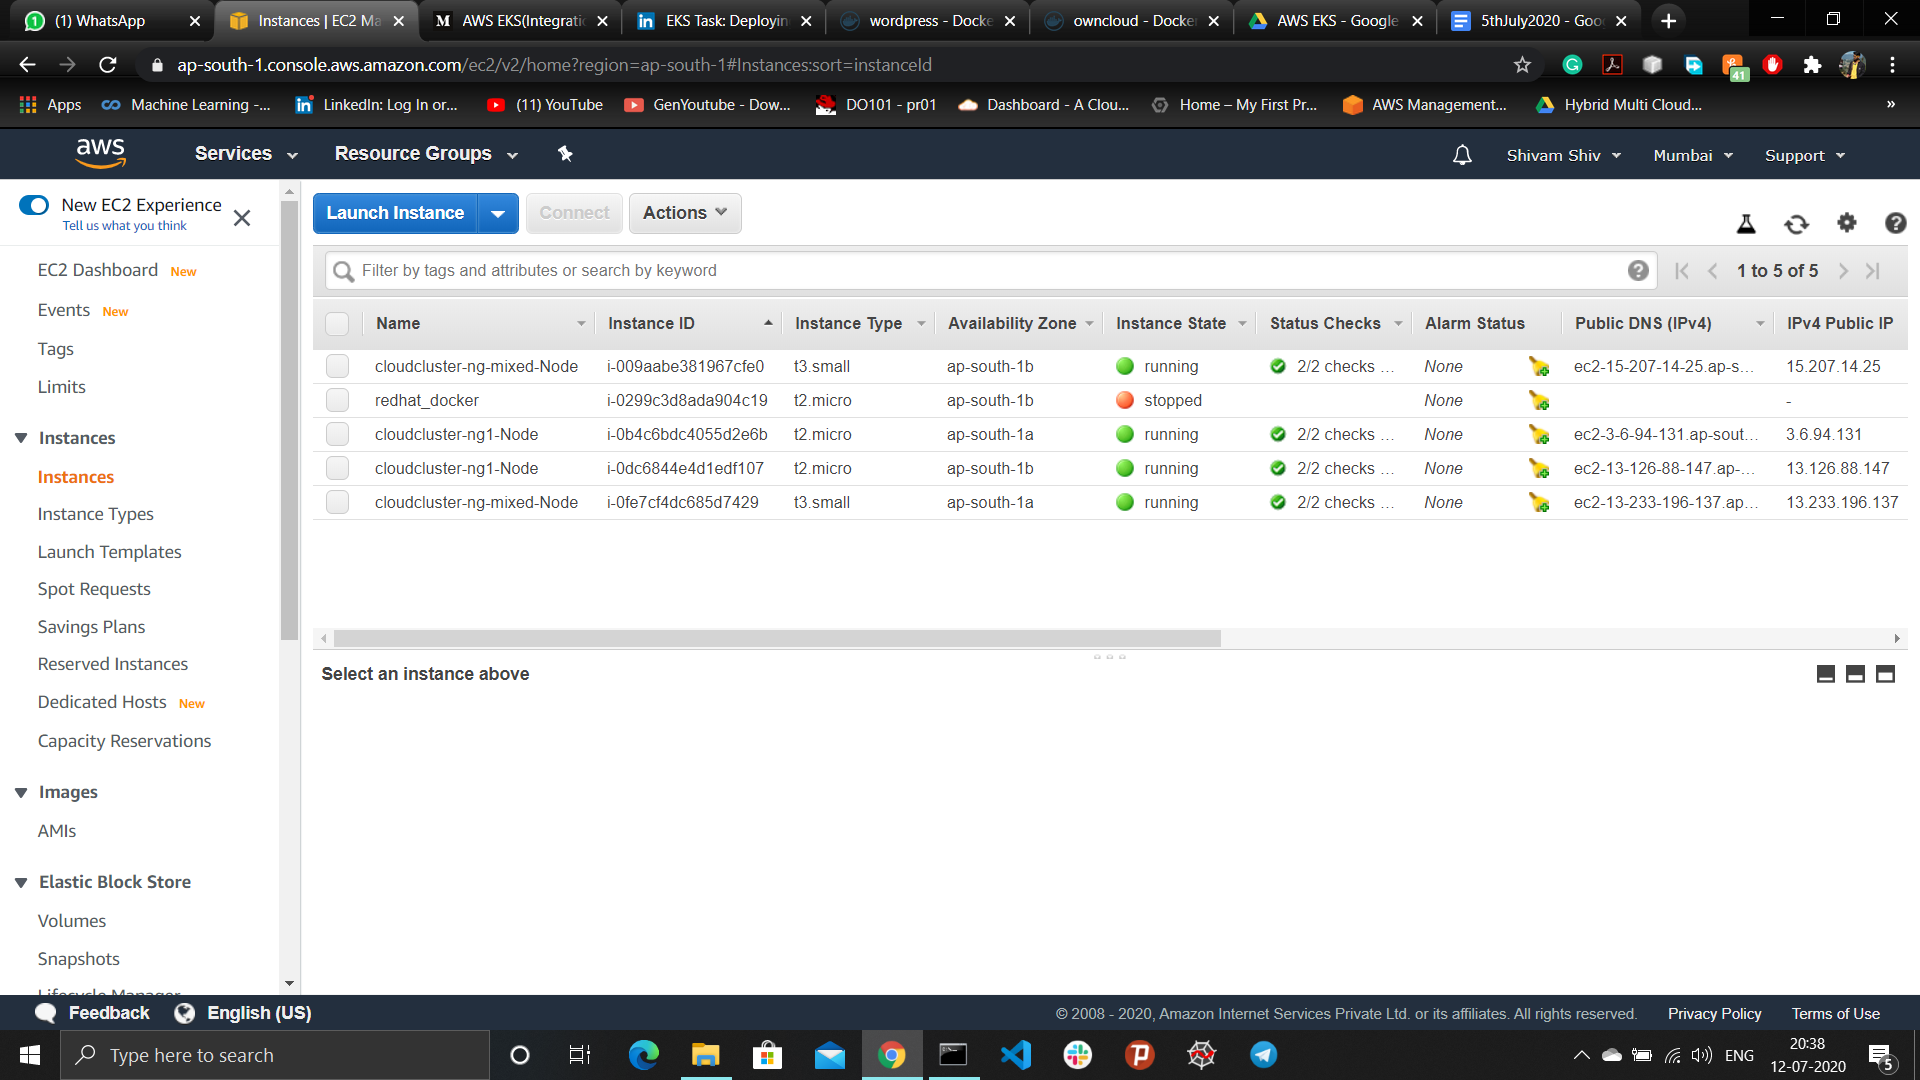 (1) WhatsApp
Instances | EC2 Ma
AWS EKS(Integratio
EKS Task: Deployin
wordpress - Docke
owncloud - Docker
AWS EKS - Google
5thJuly2020 - Goo
ap-south-1.console.aws.amazon.com/ec2/v2/home?region=ap-south-1#Instances:sort=instanceId
41
Apps
Machine Learning -...
LinkedIn: Log In or...
(11) YouTube
GenYoutube - Dow...
DO101 - pr01
Dashboard - A Clou...
Home – My First Pr...
AWS Management...
Hybrid Multi Cloud...
»
aws
Services
Resource Groups
Shivam Shiv
Mumbai
Support
New EC2 Experience
Tell us what you think
EC2 Dashboard New
Events New
Tags
Limits
Instances
Instances
Instance Types
Launch Templates
Spot Requests
Savings Plans
Reserved Instances
Dedicated Hosts New
Capacity Reservations
Images
AMIs
Elastic Block Store
Volumes
Snapshots
Lifecycle Manager
Launch Instance
Connect
Actions
Filter by tags and attributes or search by keyword
1 to 5 of 5
Name Instance ID Instance Type Availability Zone Instance State Status Checks Alarm Status Public DNS (IPv4) IPv4 Public IP
cloudcluster-ng-mixed-Node i-009aabe381967cfe0 t3.small ap-south-1b running 2/2 checks ... None ec2-15-207-14-25.ap-s... 15.207.14.25
redhat_docker i-0299c3d8ada904c19 t2.micro ap-south-1b stopped None -
cloudcluster-ng1-Node i-0b4c6bdc4055d2e6b t2.micro ap-south-1a running 2/2 checks ... None ec2-3-6-94-131.ap-sout... 3.6.94.131
cloudcluster-ng1-Node i-0dc6844e4d1edf107 t2.micro ap-south-1b running 2/2 checks ... None ec2-13-126-88-147.ap-... 13.126.88.147
cloudcluster-ng-mixed-Node i-0fe7cf4dc685d7429 t3.small ap-south-1a running 2/2 checks ... None ec2-13-233-196-137.ap... 13.233.196.137
Select an instance above
Feedback
English (US)
© 2008 - 2020, Amazon Internet Services Private Ltd. or its affiliates. All rights reserved.
Privacy Policy
Terms of Use
Type here to search
ENG
20:38
12-07-2020
5